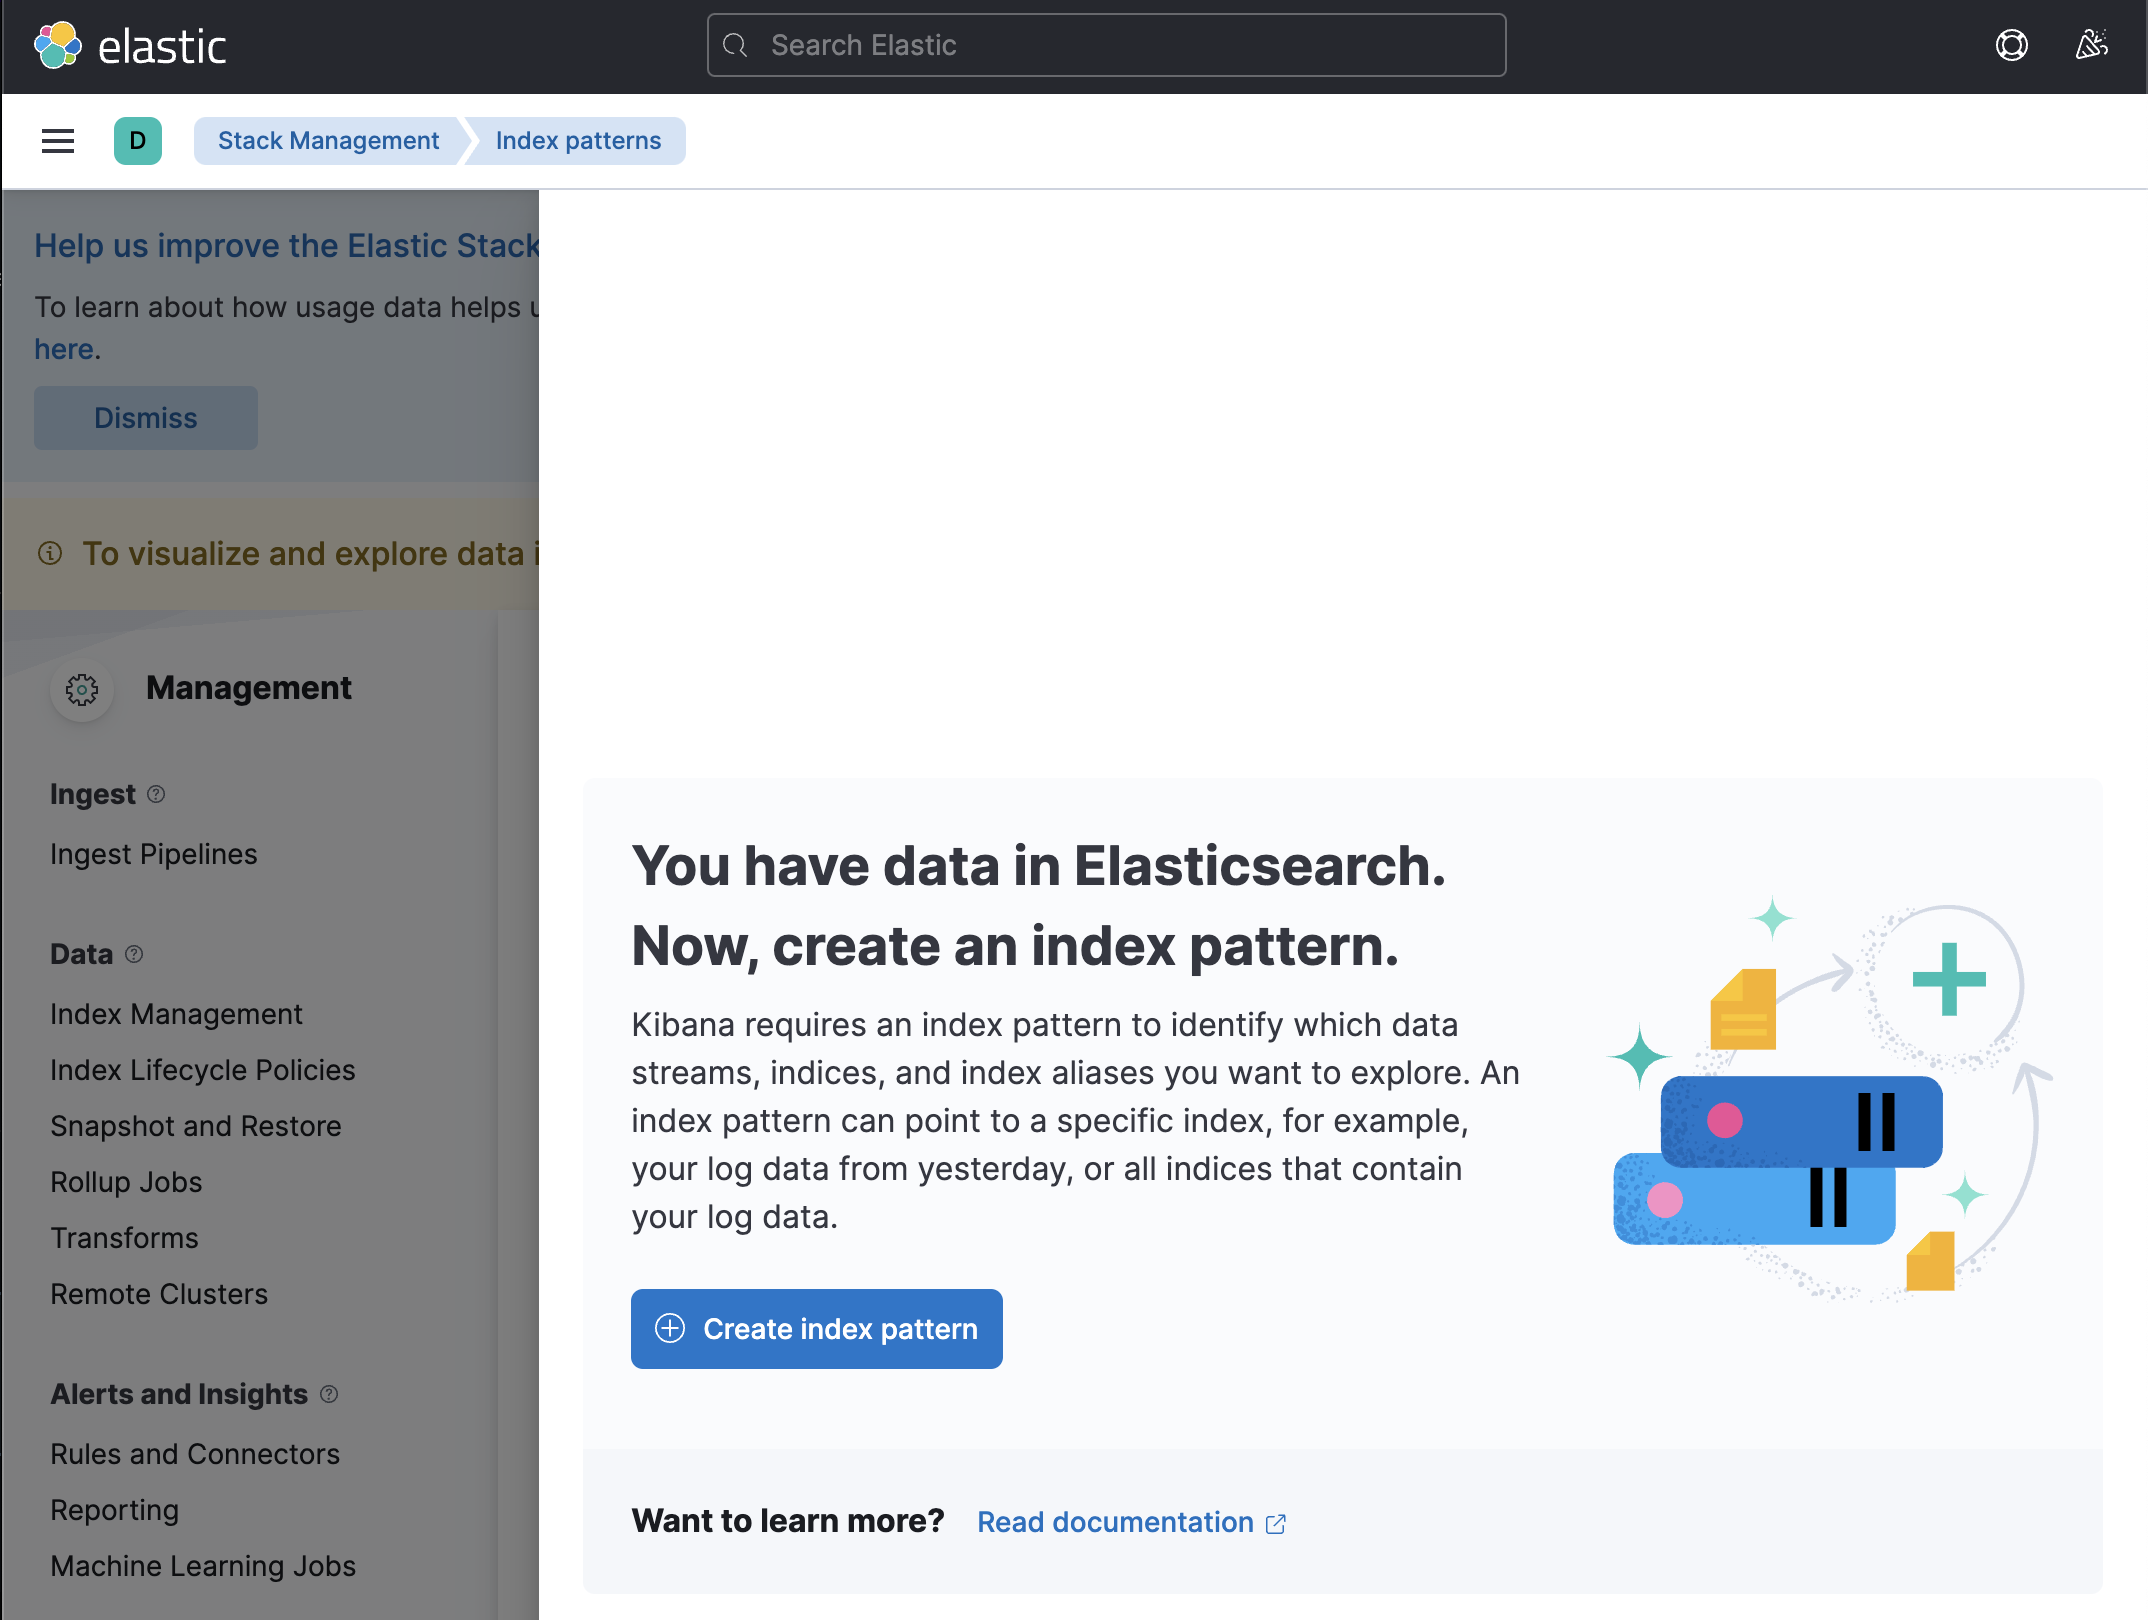 elastic
Search Elastic
D
Stack Management
Index patterns
Help us improve the Elastic Stack
To learn about how usage data helps
here.
Dismiss
To visualize and explore data
Management
Ingest
Ingest Pipelines
Data
Index Management
Index Lifecycle Policies
Snapshot and Restore
Rollup Jobs
Transforms
Remote Clusters
Alerts and Insights
Rules and Connectors
Reporting
Machine Learning Jobs
You have data in Elasticsearch.
Now, create an index pattern.
Kibana requires an index pattern to identify which data
streams, indices, and index aliases you want to explore. An
index pattern can point to a specific index, for example,
your log data from yesterday, or all indices that contain
your log data.
Create index pattern
Want to learn more?
Read documentation